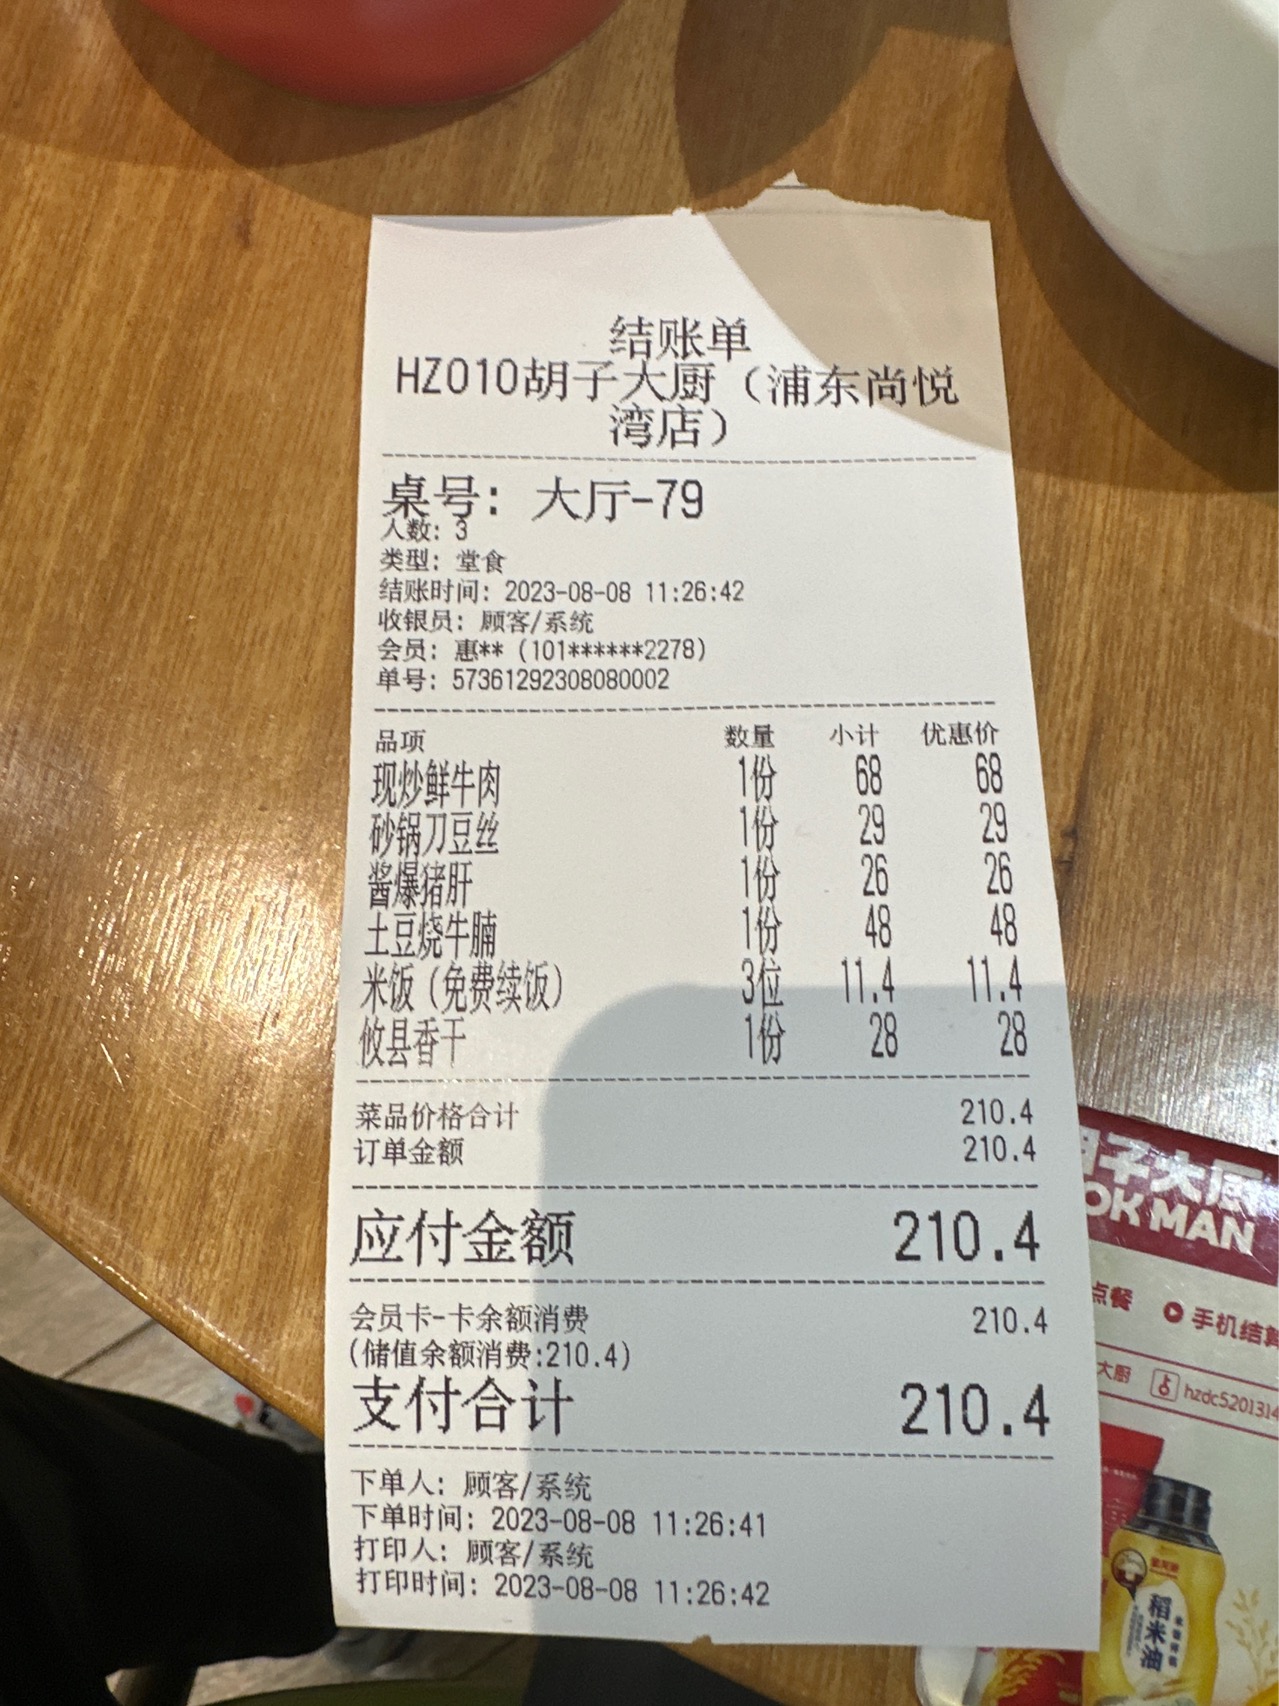 结账单
HZ010胡子大厨（浦东尚悦
湾店）
桌号：大厅-79
人数：3
类型：堂食
结账时间：2023-08-08 11:26:42
收银员：顾客/系统
会员：惠**（101******2278）
单号：57361292308080002
品项 数量 小计 优惠价
现炒鲜牛肉 1份 68 68
砂锅刀豆丝 1份 29 29
酱爆猪肝 1份 26 26
土豆烧牛腩 1份 48 48
米饭（免费续饭） 3位 11.4 11.4
攸县香干 1份 28 28
菜品价格合计 210.4
订单金额 210.4
应付金额 210.4
会员卡-卡余额消费 210.4
(储值余额消费:210.4)
支付合计 210.4
下单人：顾客/系统
下单时间：2023-08-08 11:26:41
打印人：顾客/系统
打印时间：2023-08-08 11:26:42
子大厨
OK MAN
点餐 手机结算
大厨 hzdc5201314
稻米油